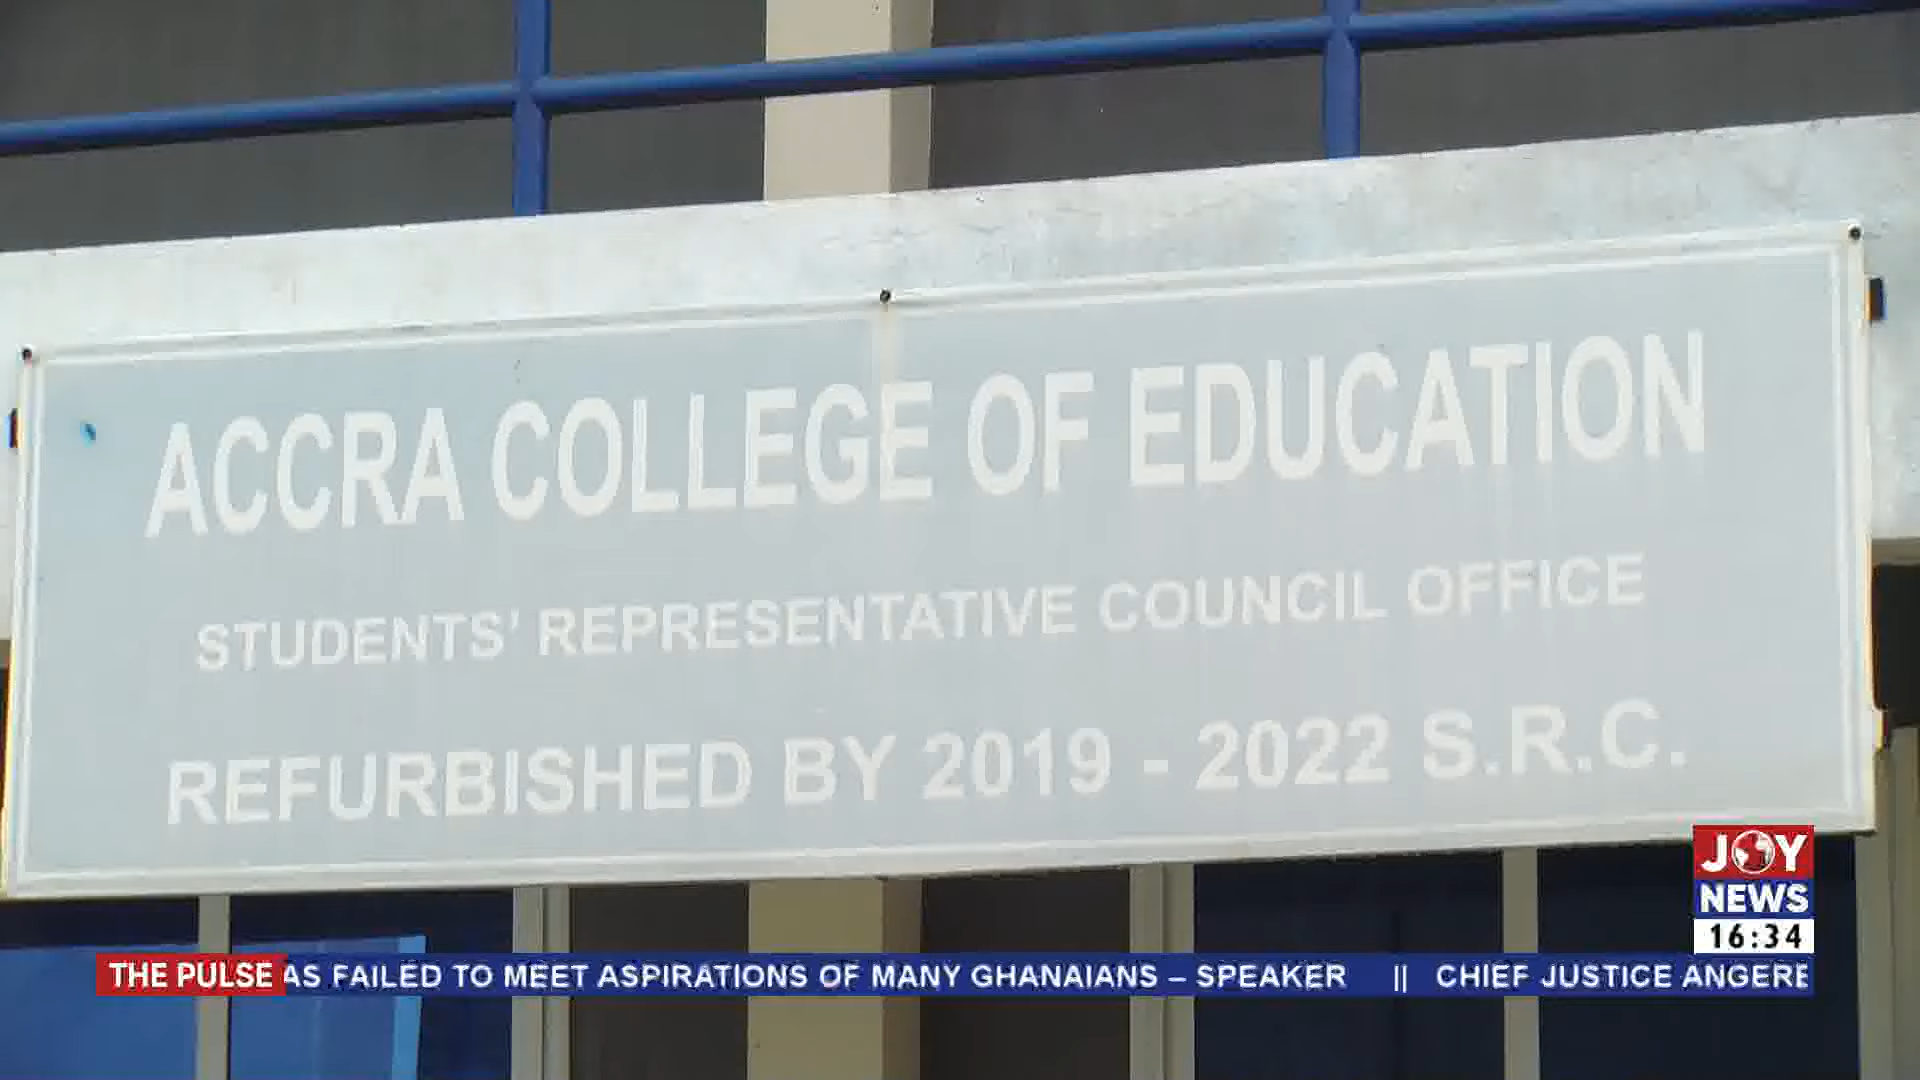 ACCRA COLLEGE OF EDUCATION
STUDENTS' REPRESENTATIVE COUNCIL OFFICE
REFURBISHED BY 2019 - 2022 S.R.C.
JOY
NEWS
16:34
THE PULSE AS FAILED TO MEET ASPIRATIONS OF MANY GHANAIANS – SPEAKER || CHIEF JUSTICE ANGERE